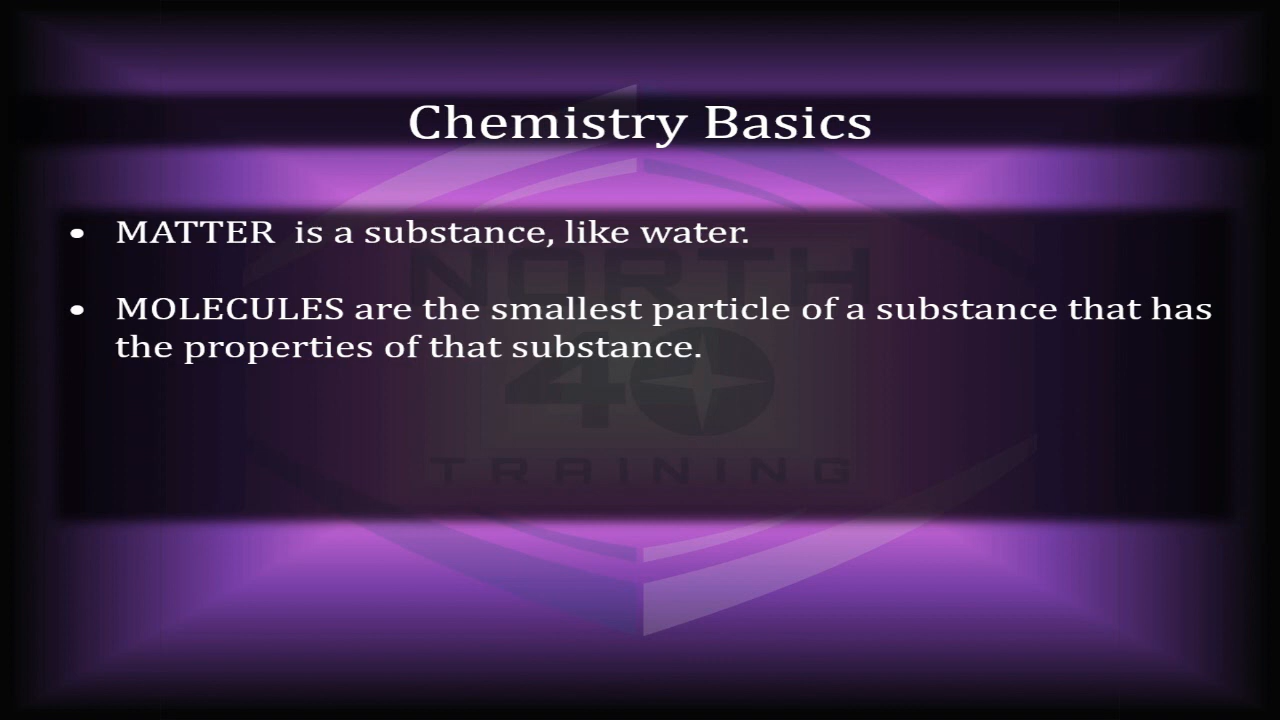 Chemistry Basics
• MATTER  is a substance, like water.
• MOLECULES are the smallest particle of a substance that has
the properties of that substance.
NORTH
40
TRAINING